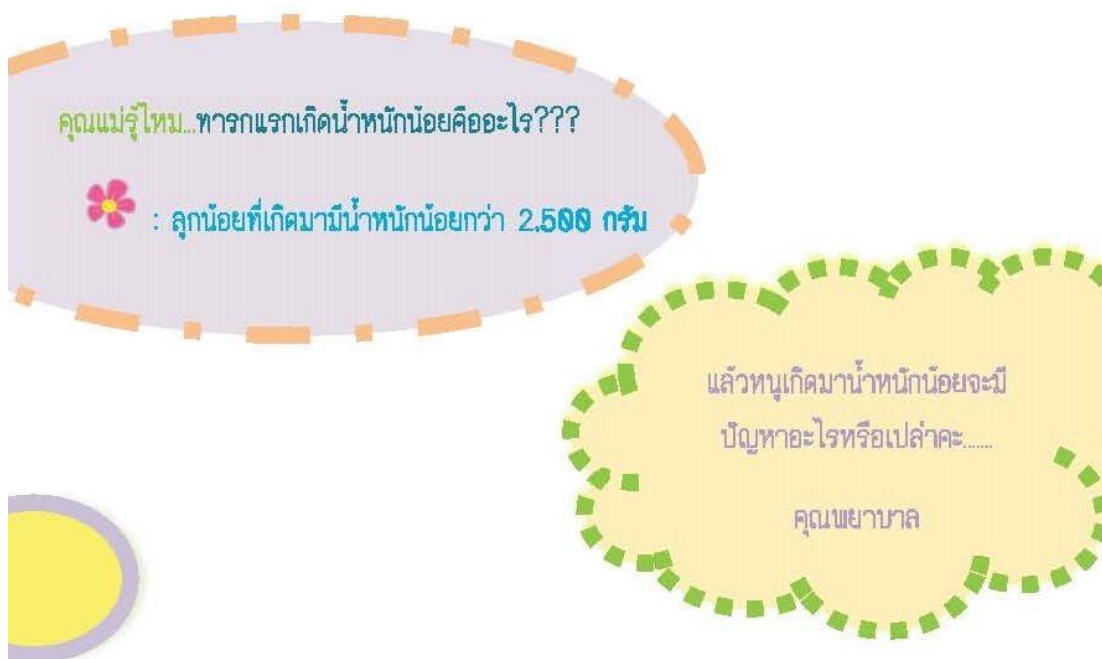 คุณแม่รู้ไหม...ทารกแรกเกิดน้ำหนักน้อยคืออะไร???
: ลูกน้อยที่เกิดมามีน้ำหนักน้อยกว่า 2,500 กรัม
แล้วหนูเกิดมาน้ำหนักน้อยจะมี
ปัญหาอะไรหรือเปล่าคะ......
คุณพยาบาล